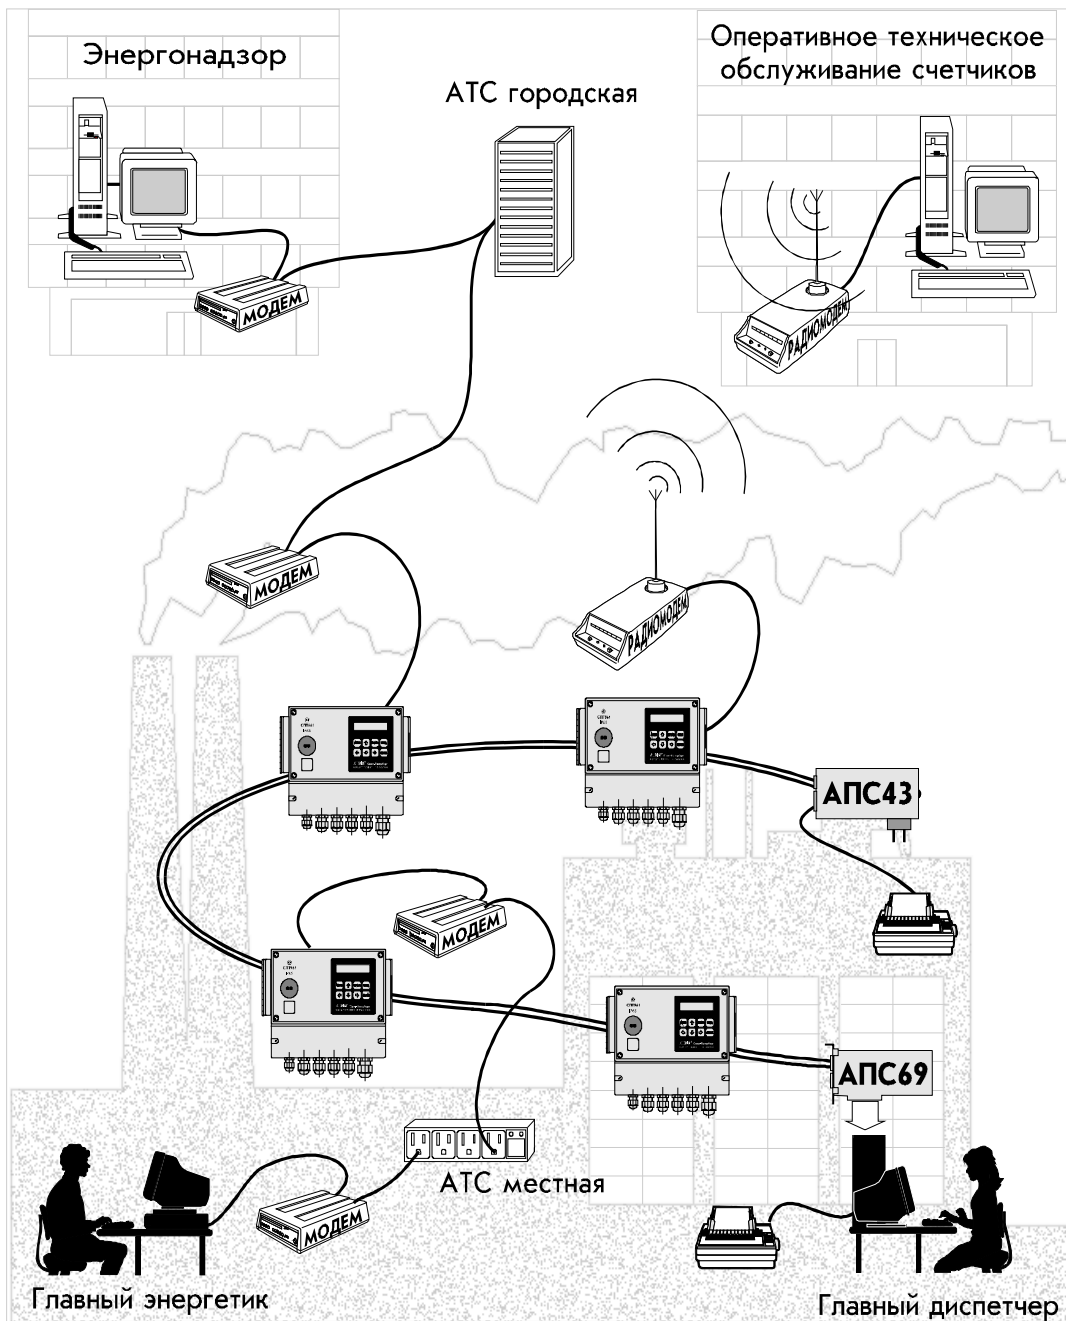 Энергонадзор
Оперативное техническое
обслуживание счетчиков
АТС городская
МОДЕМ
РАДИОМОДЕМ
МОДЕМ
РАДИОМОДЕМ
АПС43
МОДЕМ
АПС69
АТС местная
МОДЕМ
Главный энергетик
Главный диспетчер